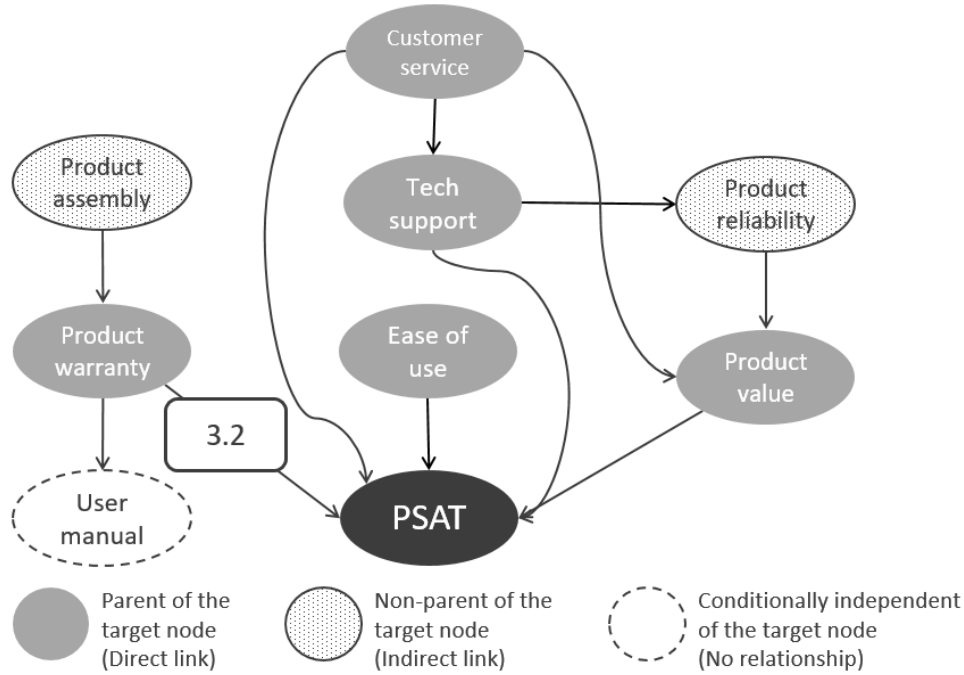 Customer
service
Product
assembly
Tech
support
Product
reliability
Product
warranty
Ease of
use
Product
value
3.2
User
manual
PSAT
Parent of the
target node
(Direct link)
Non-parent of the
target node
(Indirect link)
Conditionally independent
of the target node
(No relationship)